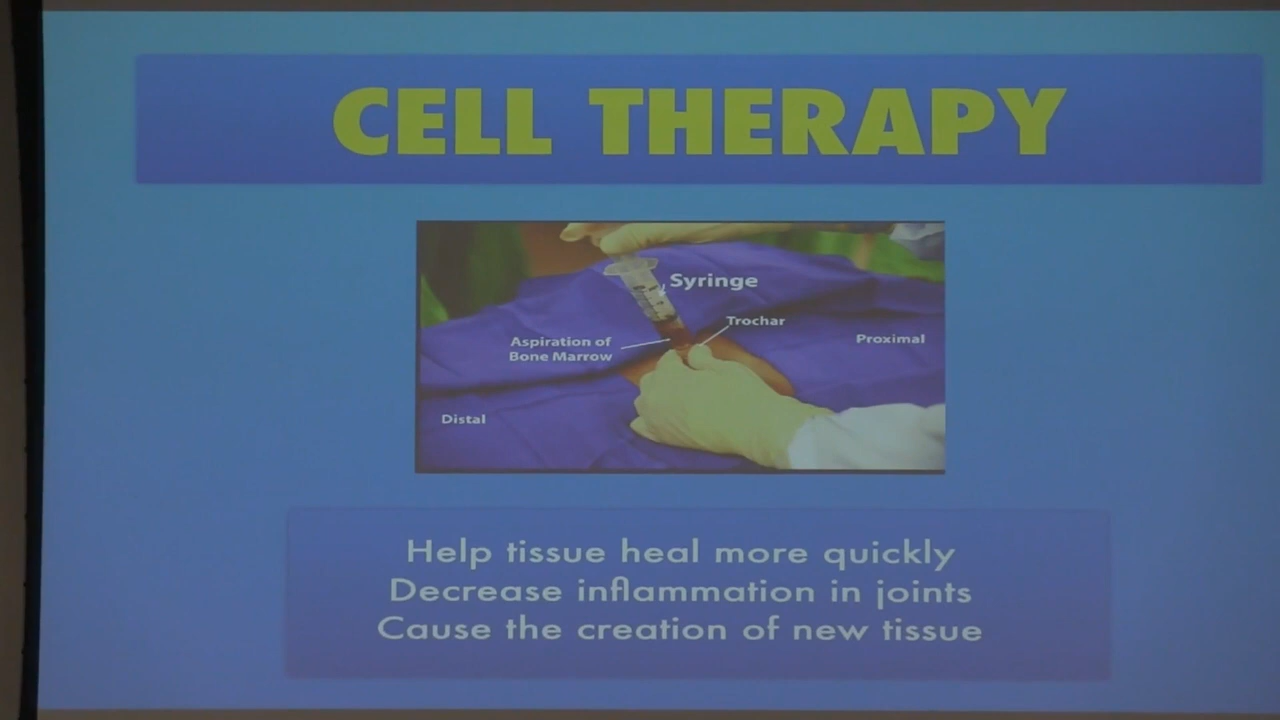 CELL THERAPY
Syringe
Trochar
Aspiration of
Bone Marrow
Proximal
Distal
Help tissue heal more quickly
Decrease inflammation in joints
Cause the creation of new tissue